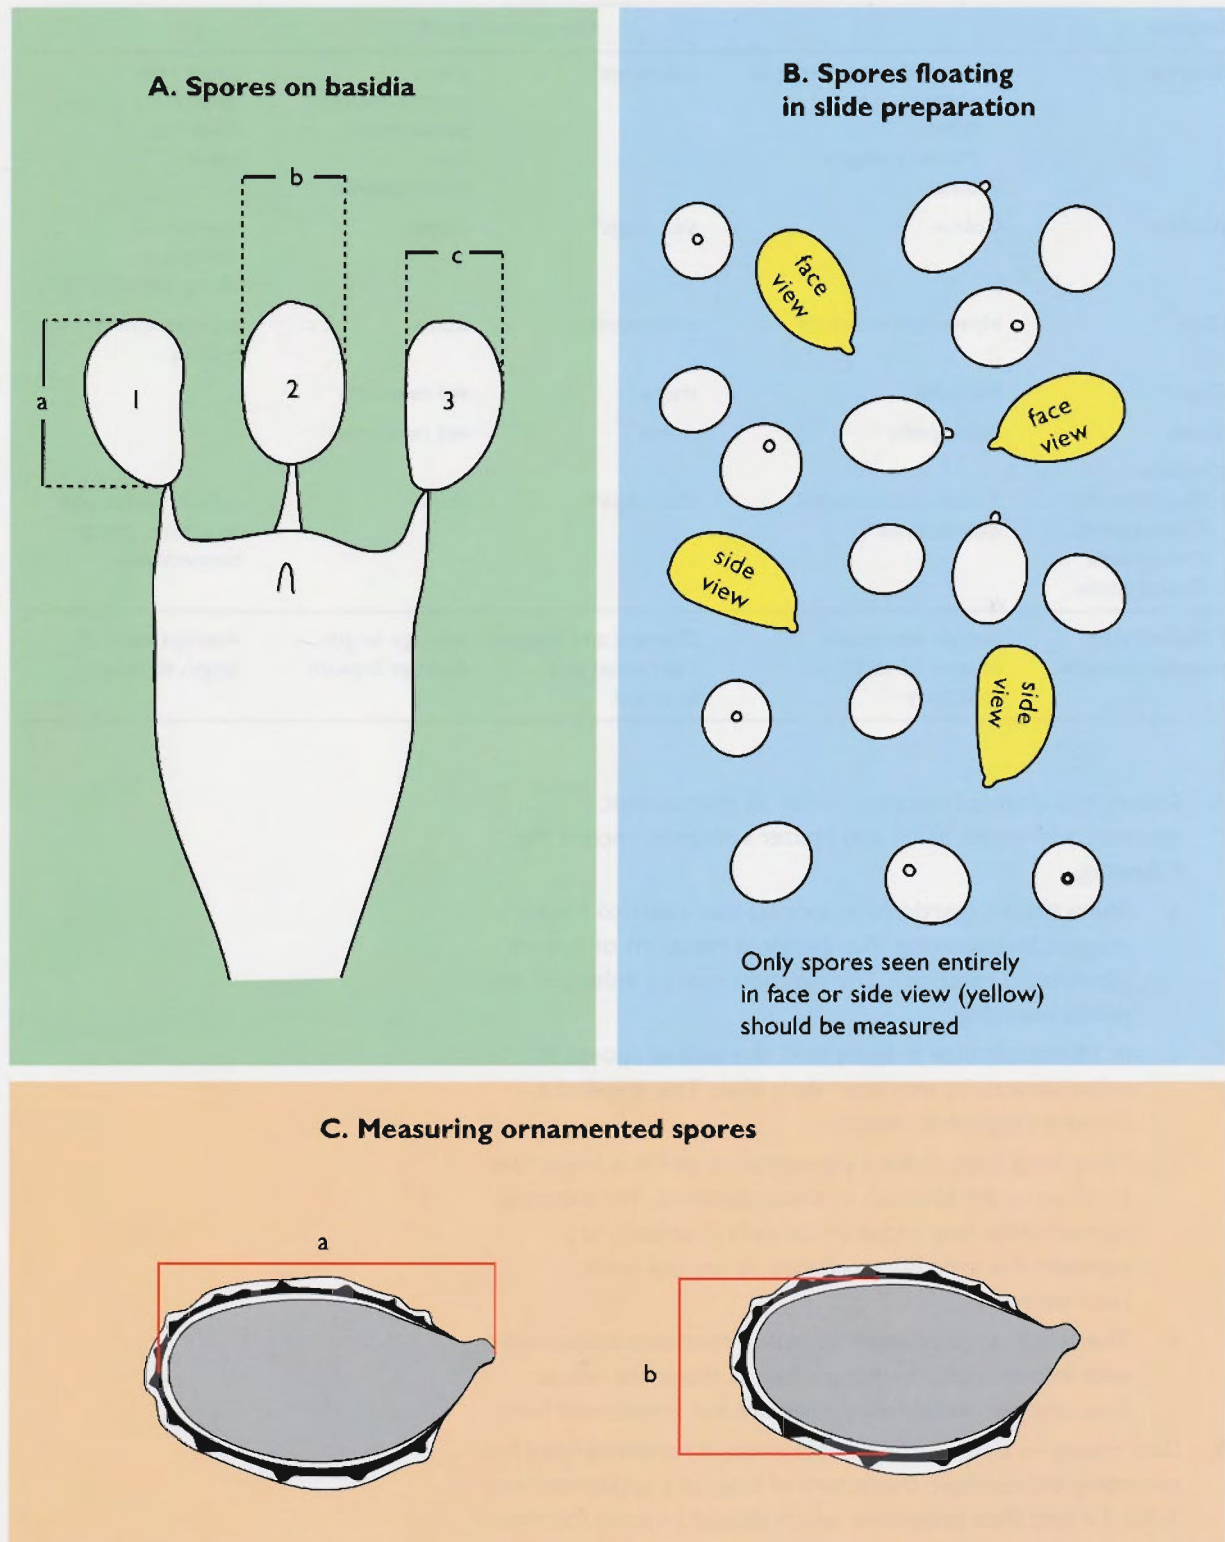 A. Spores on basidia
b
c
a
1
2
3
B. Spores floating
in slide preparation
face
view
face
view
side
view
side
view
Only spores seen entirely
in face or side view (yellow)
should be measured
C. Measuring ornamented spores
a
b